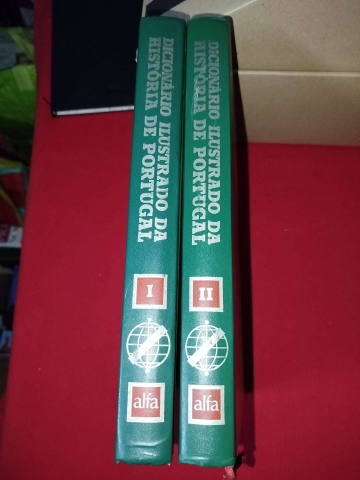 DICIONÁRIO ILUSTRADO DA
HISTÓRIA DE PORTUGAL
I
alfa
DICIONÁRIO ILUSTRADO DA
HISTÓRIA DE PORTUGAL
II
alfa